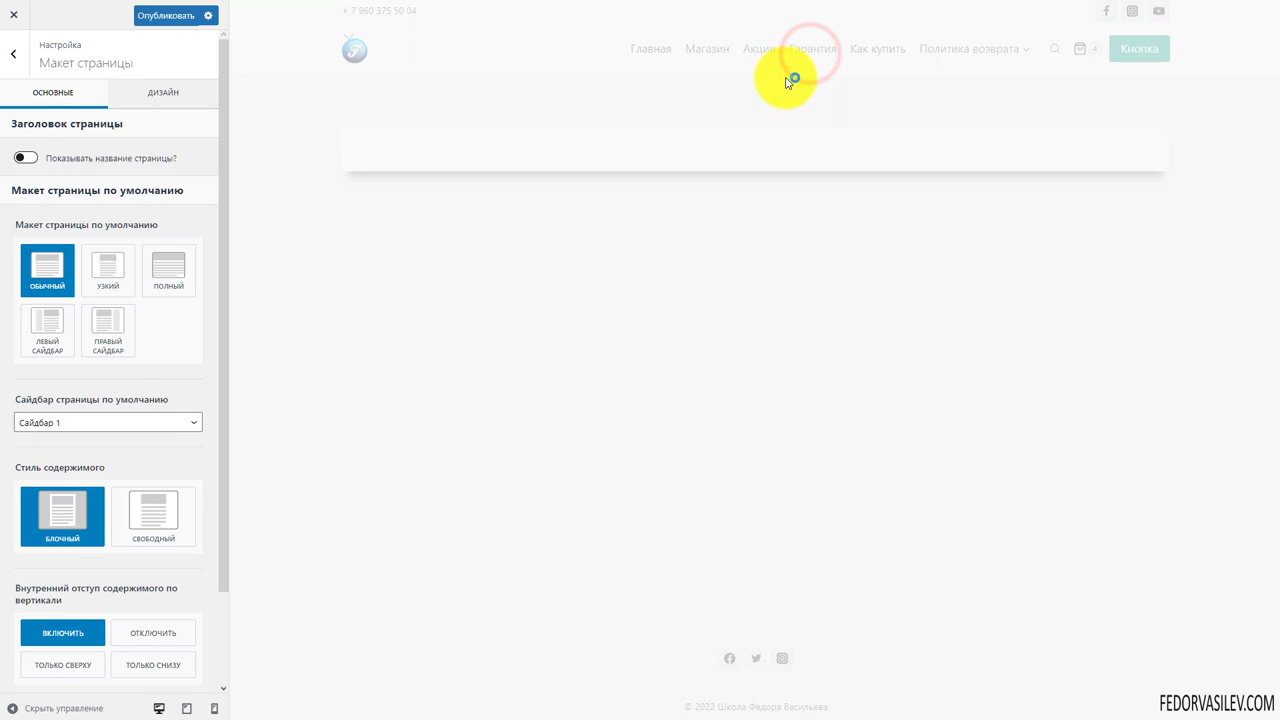 Опубликовать
Настройка
Макет страницы
ОСНОВНЫЕ
ДИЗАЙН
Заголовок страницы
Показывать название страницы?
Макет страницы по умолчанию
Макет страницы по умолчанию
ОБЫЧНЫЙ
УЗКИЙ
ПОЛНЫЙ
ЛЕВЫЙ
САЙДБАР
ПРАВЫЙ
САЙДБАР
Сайдбар страницы по умолчанию
Сайдбар 1
Стиль содержимого
БЛОЧНЫЙ
СВОБОДНЫЙ
Внутренний отступ содержимого по
вертикали
ВКЛЮЧИТЬ
ОТКЛЮЧИТЬ
ТОЛЬКО СВЕРХУ
ТОЛЬКО СНИЗУ
Скрыть управление
+ 7 960 375 50 04
Главная
Магазин
Акции
Гарантия
Как купить
Политика возврата
4
Кнопка
© 2022 Школа Федора Васильева
FEDORVASILEV.COM